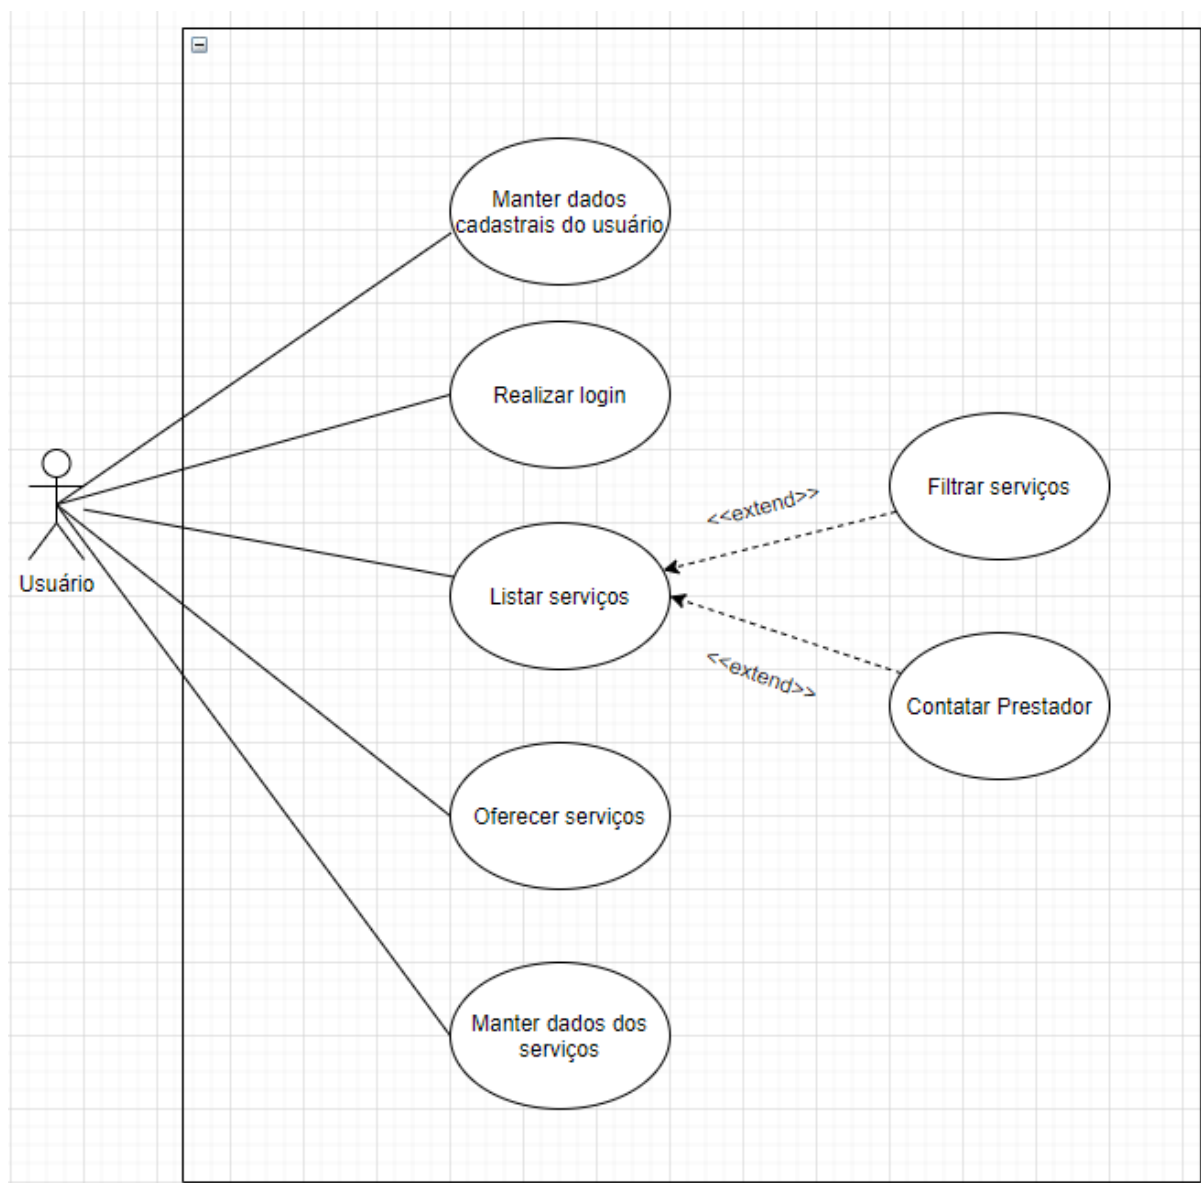 Manter dados
cadastrais do usuário
Realizar login
Filtrar serviços
<<extend>>
Usuário
Listar serviços
<<extend>>
Contatar Prestador
Oferecer serviços
Manter dados dos
serviços